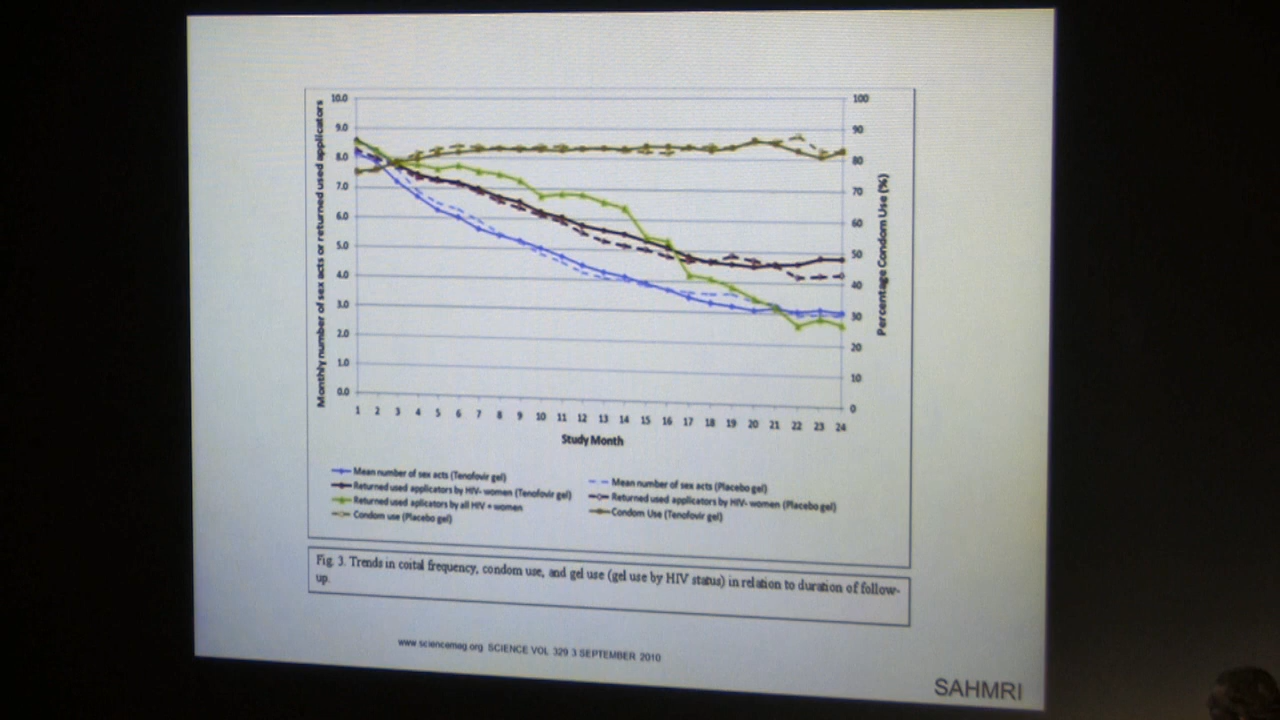 Monthly number of sex acts or returned used applicators
10.0
9.0
8.0
7.0
6.0
5.0
4.0
3.0
2.0
1.0
0.0
100
90
80
70
60
50
40
30
20
10
0
Percentage Condom Use (%)
1 2 3 4 5 6 7 8 9 10 11 12 13 14 15 16 17 18 19 20 21 22 23 24
Study Month
Mean number of sex acts (Tenofovir gel)
Mean number of sex acts (Placebo gel)
Returned used applicators by HIV- women (Tenofovir gel)
Returned used applicators by HIV- women (Placebo gel)
Returned used aplicators by all HIV + women
Condom Use (Tenofovir gel)
Condom use (Placebo gel)
Fig. 3. Trends in coital frequency, condom use, and gel use (gel use by HIV status) in relation to duration of follow-
up.
www.sciencemag.org SCIENCE VOL 329 3 SEPTEMBER 2010
SAHMRI